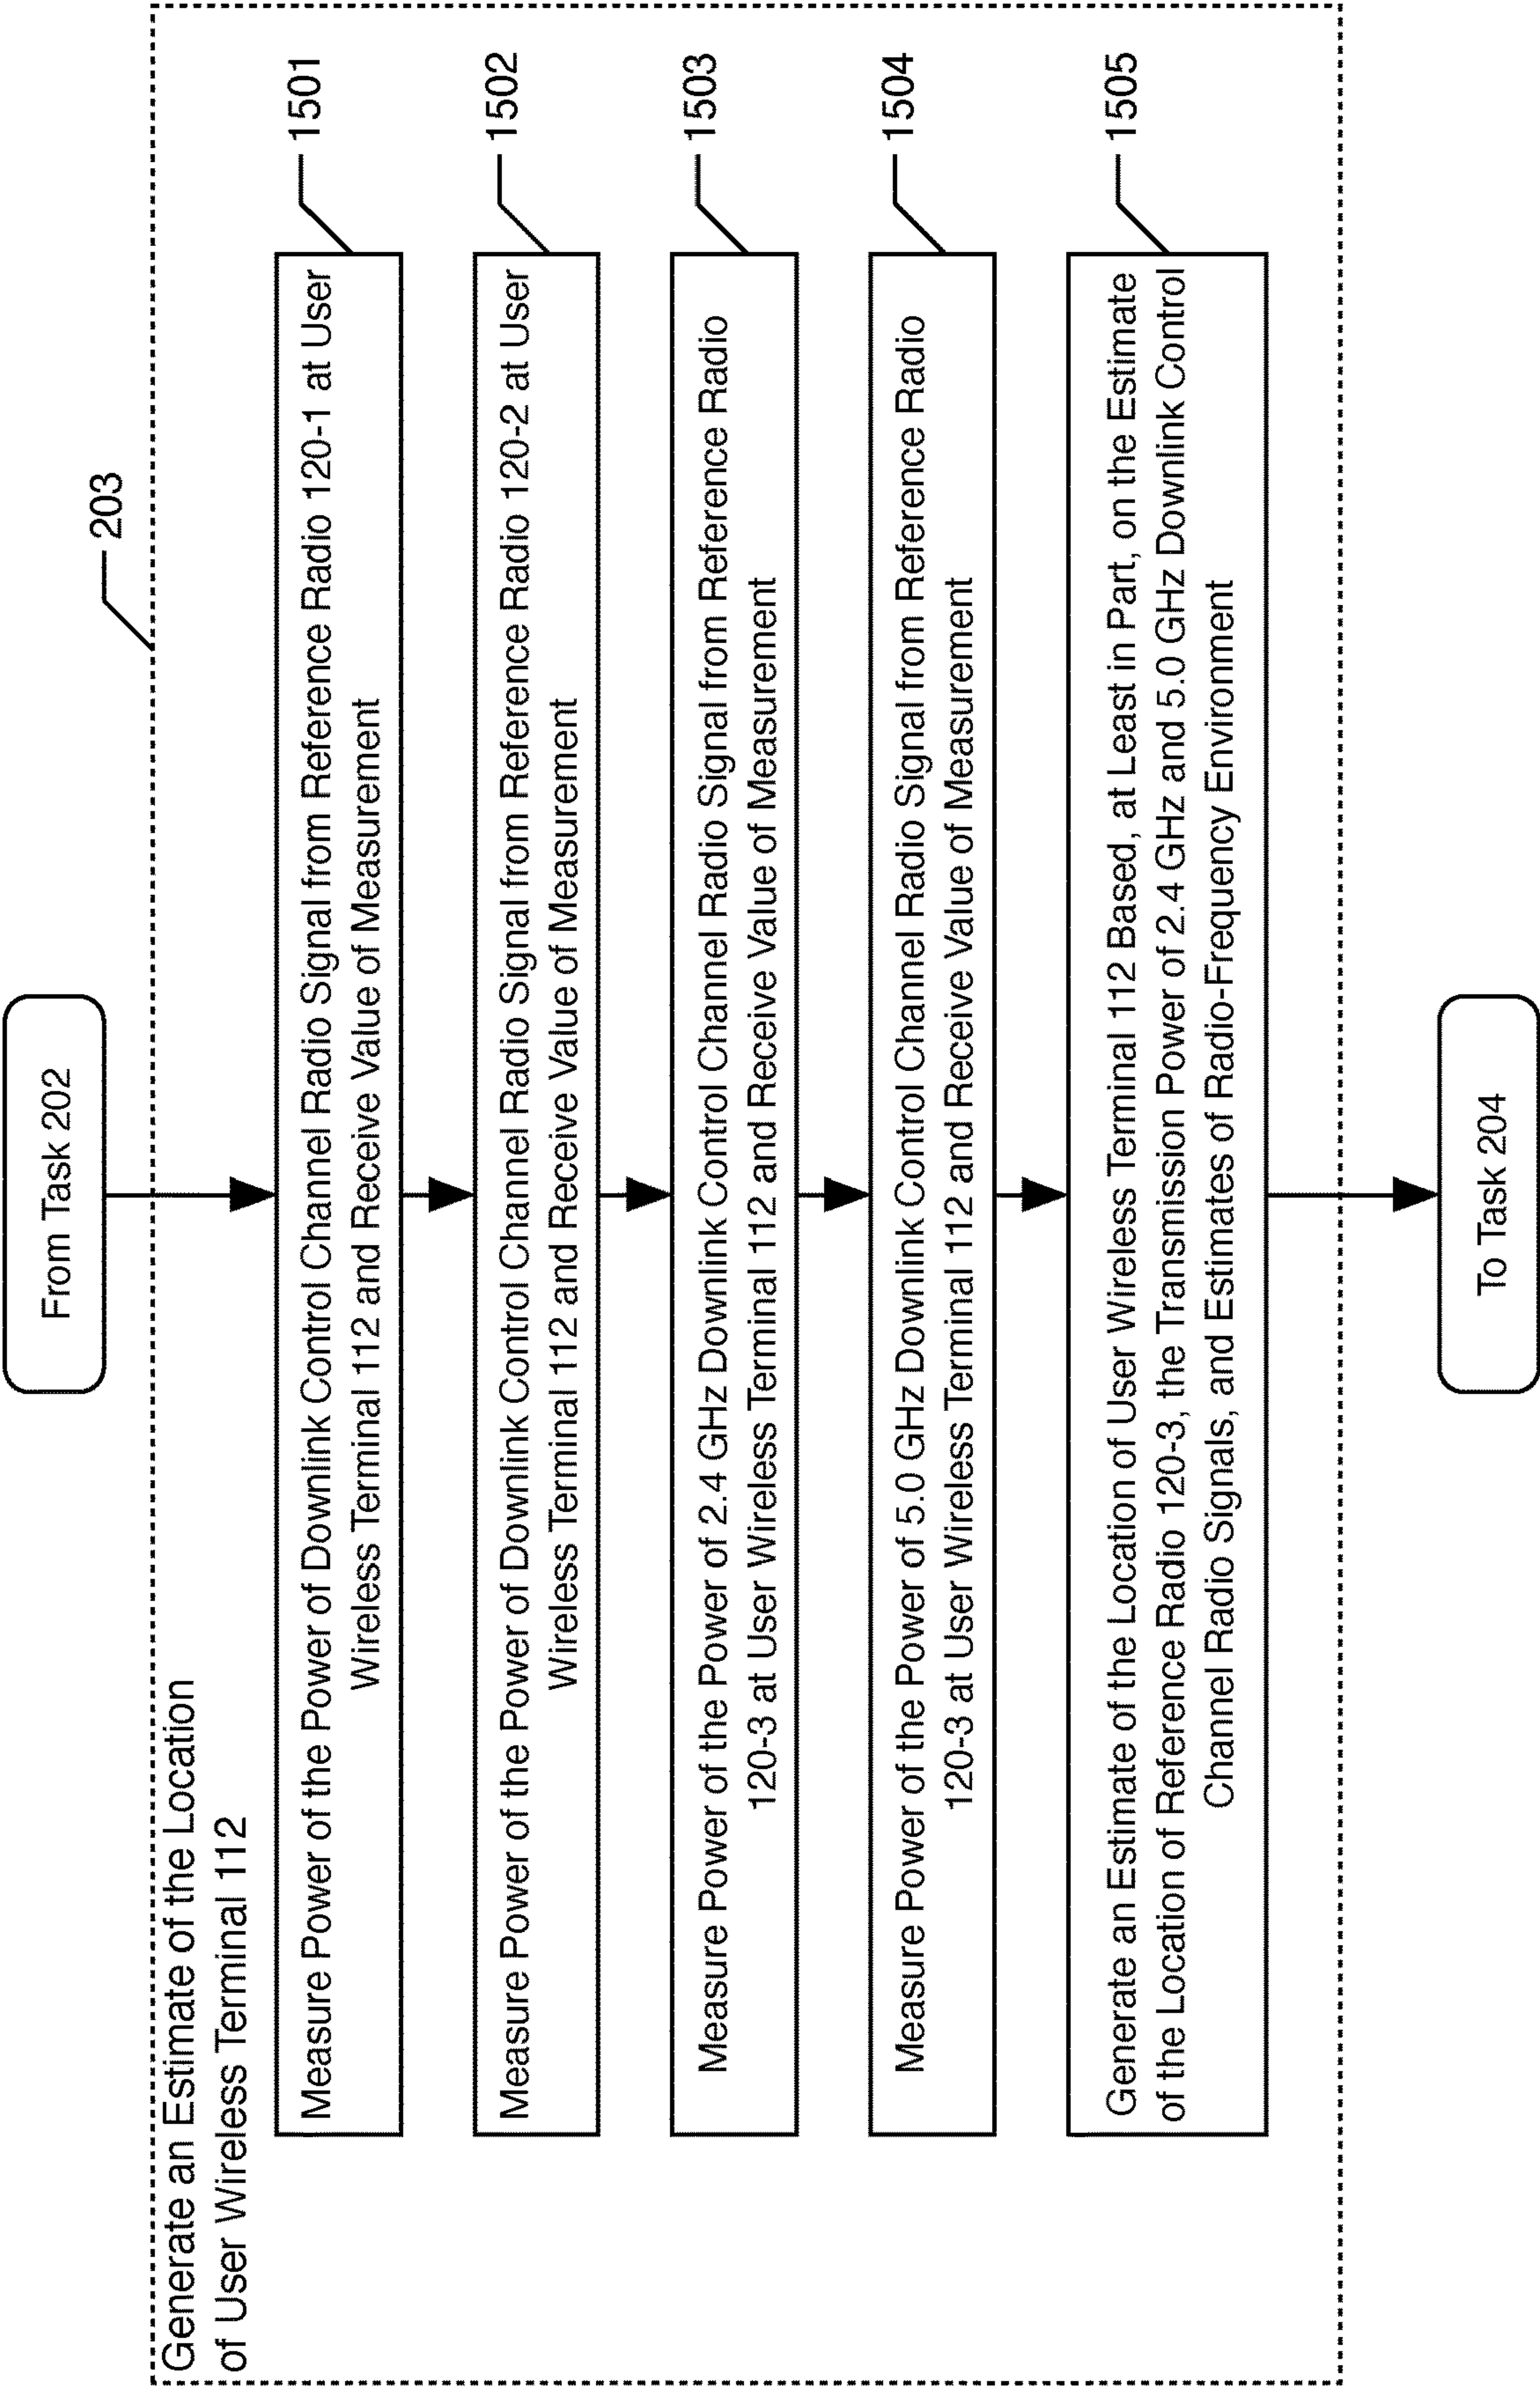 From Task 202
203
Generate an Estimate of the Location
of User Wireless Terminal 112
Measure Power of the Power of Downlink Control Channel Radio Signal from Reference Radio 120-1 at User
Wireless Terminal 112 and Receive Value of Measurement
1501
Measure Power of the Power of Downlink Control Channel Radio Signal from Reference Radio 120-2 at User
Wireless Terminal 112 and Receive Value of Measurement
1502
Measure Power of the Power of 2.4 GHz Downlink Control Channel Radio Signal from Reference Radio
120-3 at User Wireless Terminal 112 and Receive Value of Measurement
1503
Measure Power of the Power of 5.0 GHz Downlink Control Channel Radio Signal from Reference Radio
120-3 at User Wireless Terminal 112 and Receive Value of Measurement
1504
Generate an Estimate of the Location of User Wireless Terminal 112 Based, at Least in Part, on the Estimate
of the Location of Reference Radio 120-3, the Transmission Power of 2.4 GHz and 5.0 GHz Downlink Control
Channel Radio Signals, and Estimates of Radio-Frequency Environment
1505
To Task 204